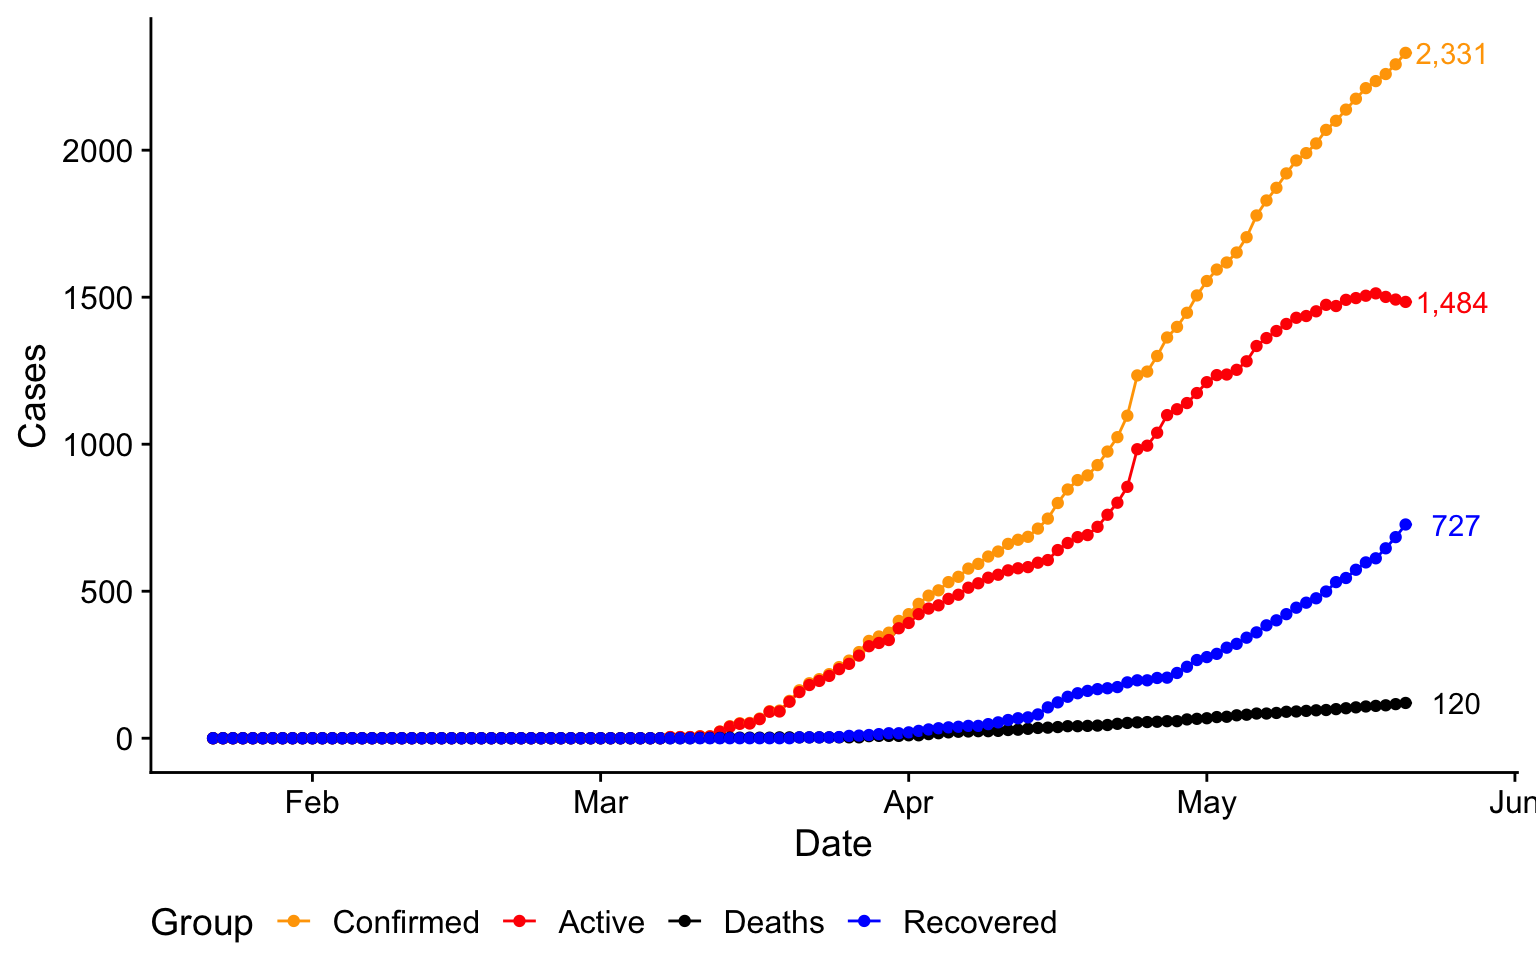 2,331
2000
1500
1,484
Cases
1000
727
500
120
0
Feb Mar Apr May Jun
Date
Group Confirmed Active Deaths Recovered